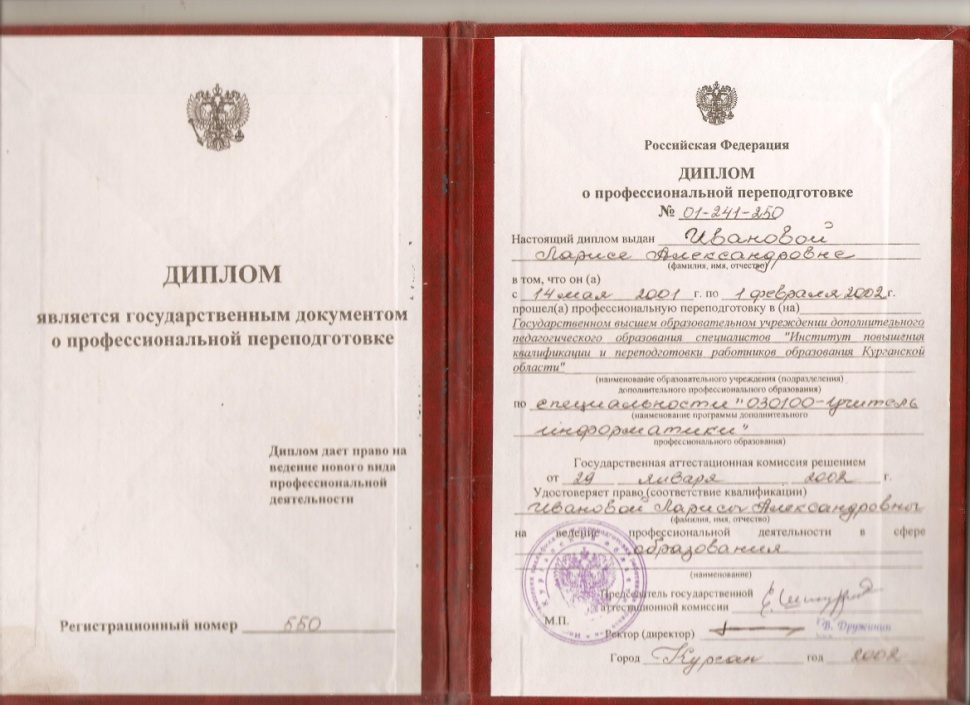 ДИПЛОМ
является государственным документом
о профессиональной переподготовке
Диплом дает право на
ведение нового вида
профессиональной
деятельности
Регистрационный номер 550
Российская Федерация
ДИПЛОМ
о профессиональной переподготовке
№ 01-241-250
Настоящий диплом выдан Ивановой
Ларисе Александровне
(фамилия, имя, отчество)
в том, что он (а)
с 14 мая 2001 г. по 1 февраля 2002 г.
прошел(а) профессиональную переподготовку в (на)
Государственном высшем образовательном учреждении дополнительного
педагогического образования специалистов "Институт повышения
квалификации и переподготовки работников образования Курганской
области"
(наименование образовательного учреждения (подразделения)
дополнительного профессионального образования)
по специальности "030100-учитель
(наименование программы дополнительного
информатики"
профессионального образования)
Государственная аттестационная комиссия решением
от 29 января 2002 г.
Удостоверяет право (соответствие квалификации)
Ивановой Ларисы Александровны
(фамилия, имя, отчество)
на ведение профессиональной деятельности в сфере
образования
(наименование)
Председатель государственной
аттестационной комиссии
М.П.
Ректор (директор) В. Дружинин
Город Курган год 2002